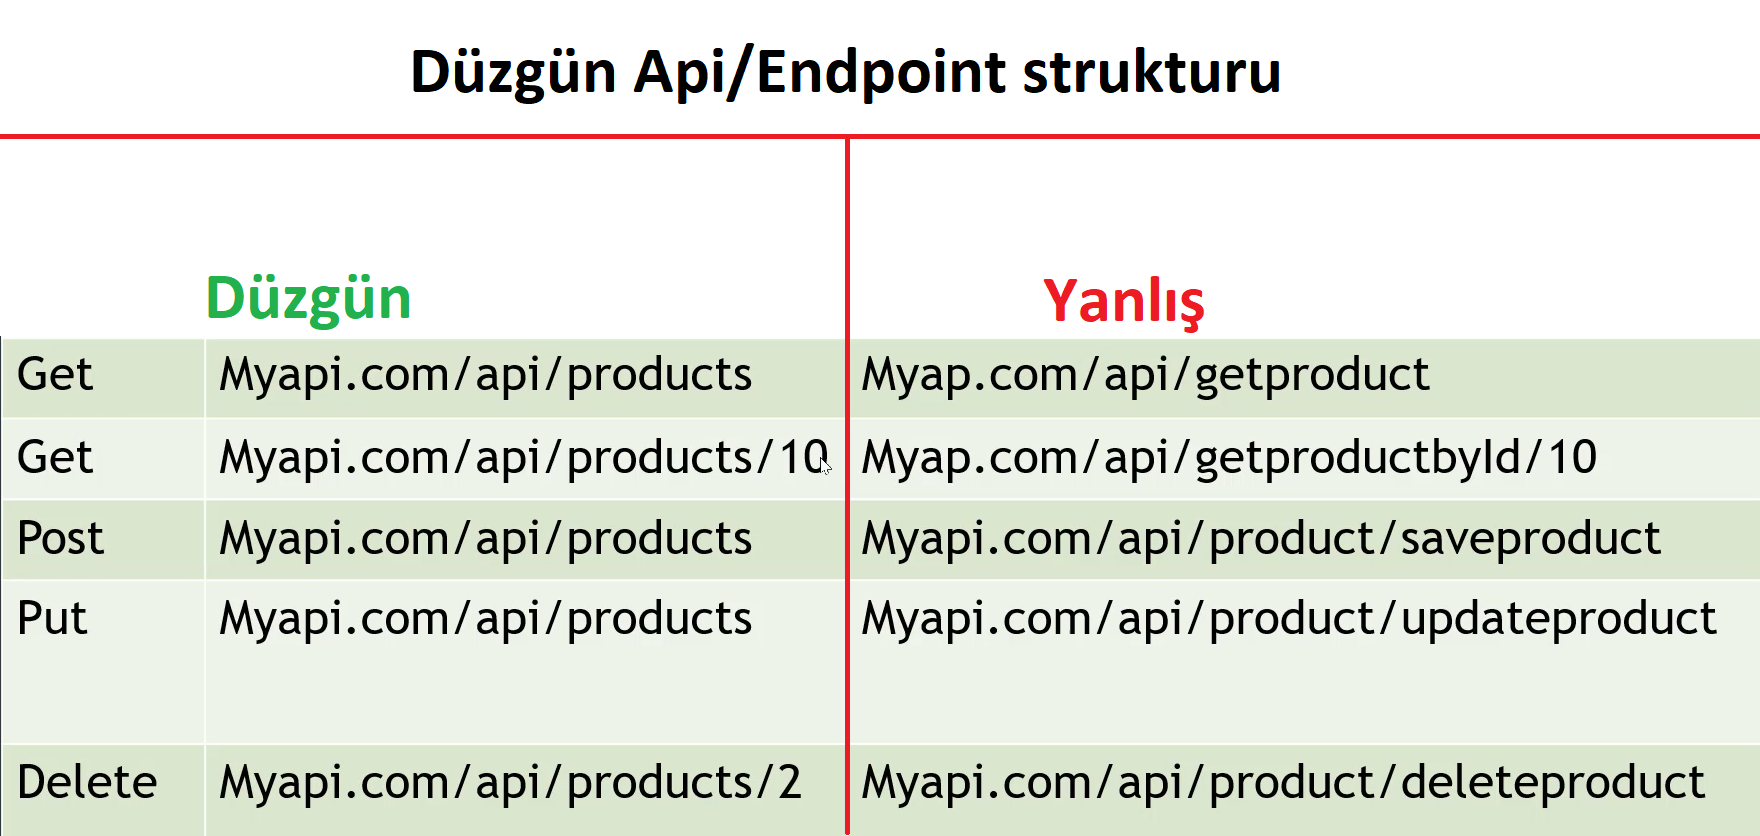 Düzgün Api/Endpoint strukturu
Düzgün Yanlış
Get Myapi.com/api/products Myap.com/api/getproduct
Get Myapi.com/api/products/10 Myap.com/api/getproductbyId/10
Post Myapi.com/api/products Myapi.com/api/product/saveproduct
Put Myapi.com/api/products Myapi.com/api/product/updateproduct
Delete Myapi.com/api/products/2 Myapi.com/api/product/deleteproduct